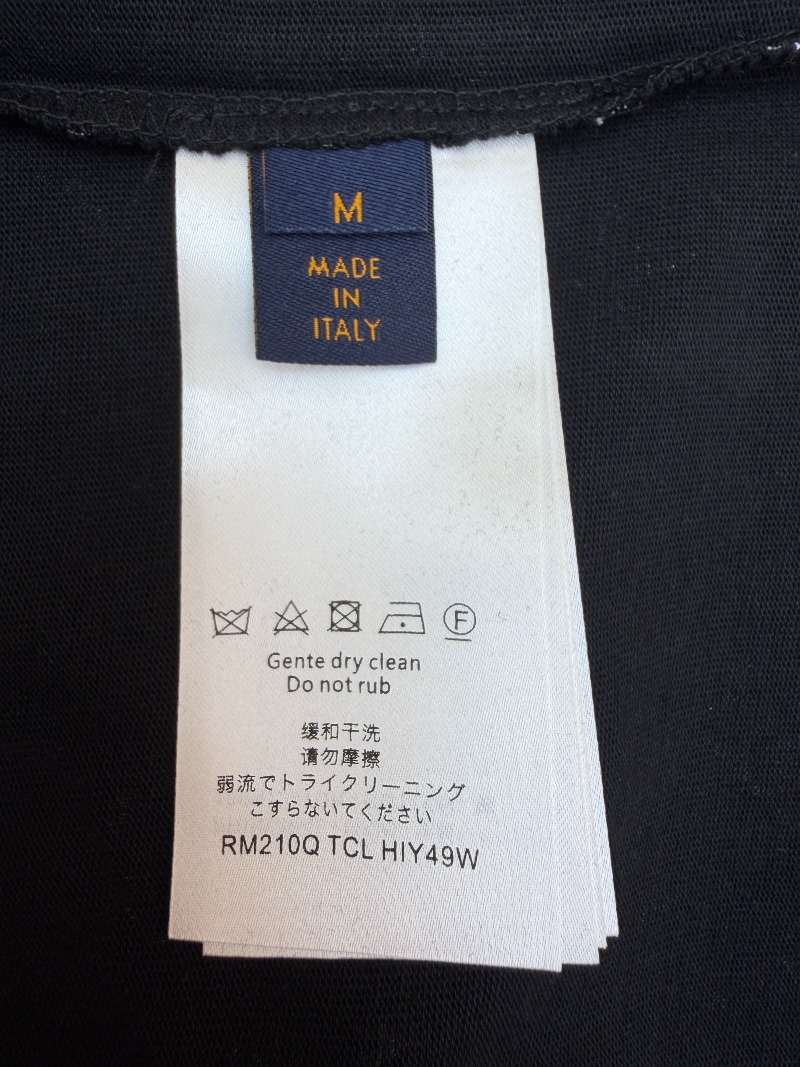 M
MADE
IN
ITALY
F
Gente dry clean
Do not rub
缓和干洗
请勿摩擦
弱流でトライクリーニング
こすらないてください
RM210Q TCL HIY49W